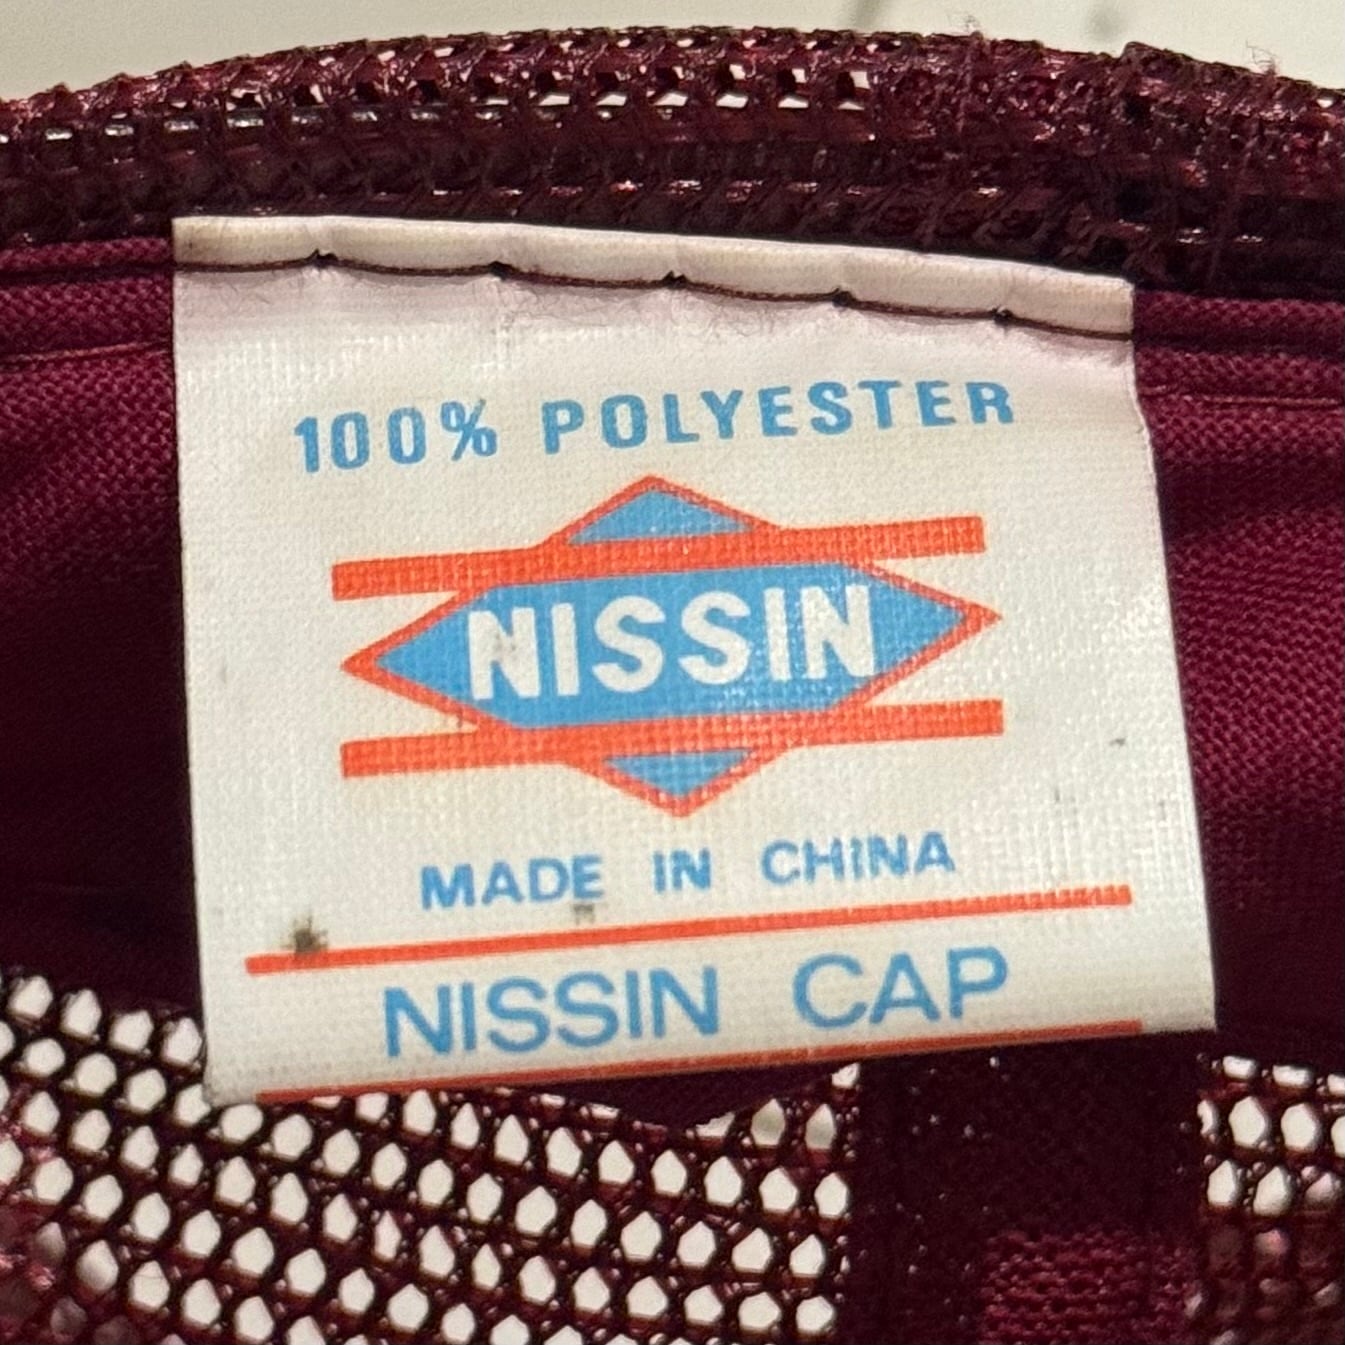 100% POLYESTER
NISSIN
MADE IN CHINA
NISSIN CAP